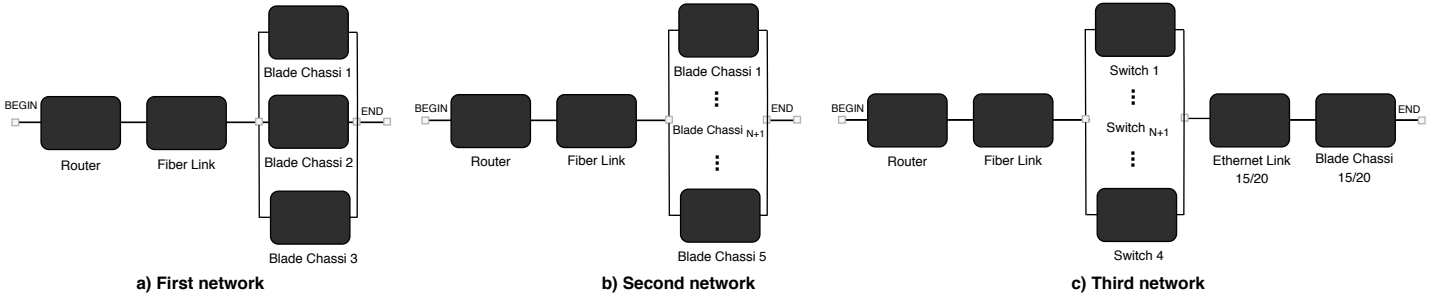 Blade Chassi 1
BEGIN
END
Router
Fiber Link
Blade Chassi 2
Blade Chassi 3
a) First network
Blade Chassi 1
BEGIN
END
Blade Chassi N+1
Router
Fiber Link
Blade Chassi 5
b) Second network
Switch 1
BEGIN
END
Switch N+1
Router
Fiber Link
Ethernet Link
15/20
Blade Chassi
15/20
Switch 4
c) Third network